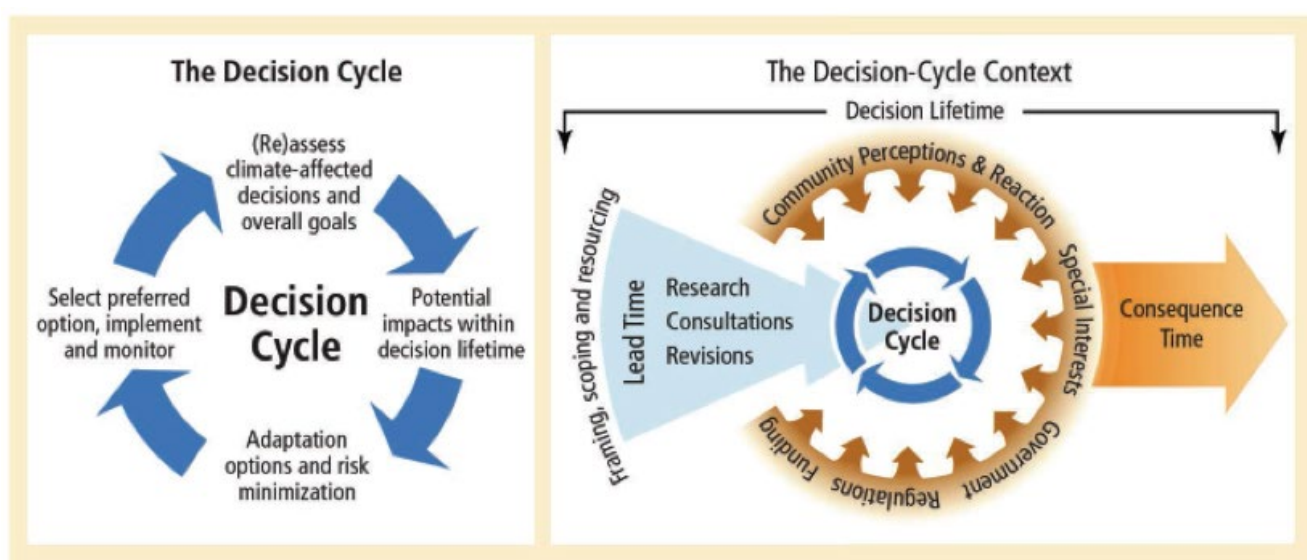 The Decision Cycle
(Re)assess
climate-affected
decisions and
overall goals
Potential
impacts within
decision lifetime
Adaptation
options and risk
minimization
Select preferred
option, implement
and monitor
Decision
Cycle
The Decision-Cycle Context
Decision Lifetime
Framing, scoping and resourcing
Lead Time
Research
Consultations
Revisions
Decision
Cycle
Community Perceptions & Reaction
Special Interests
Government
Regulations
Funding
Consequence
Time